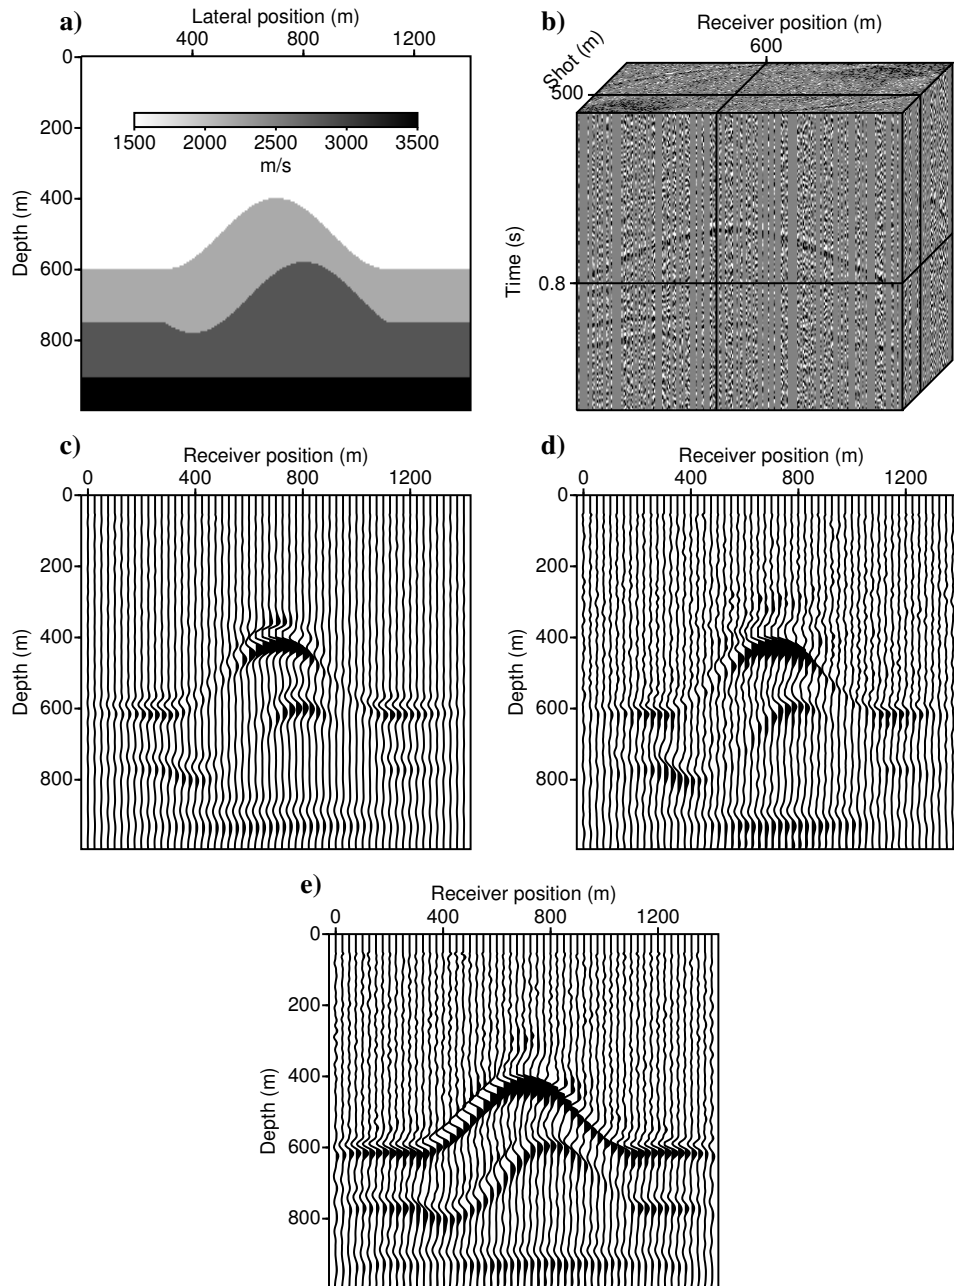 a)
Lateral position (m)
400 800 1200
0
200
400
600
800
Depth (m)
1500 2000 2500 3000 3500
m/s
b)
Receiver position (m)
600
Shot (m)
500
Time (s)
0.8
c)
Receiver position (m)
0 400 800 1200
0
200
400
600
800
Depth (m)
d)
Receiver position (m)
0 400 800 1200
0
200
400
600
800
Depth (m)
e)
Receiver position (m)
0 400 800 1200
0
200
400
600
800
Depth (m)